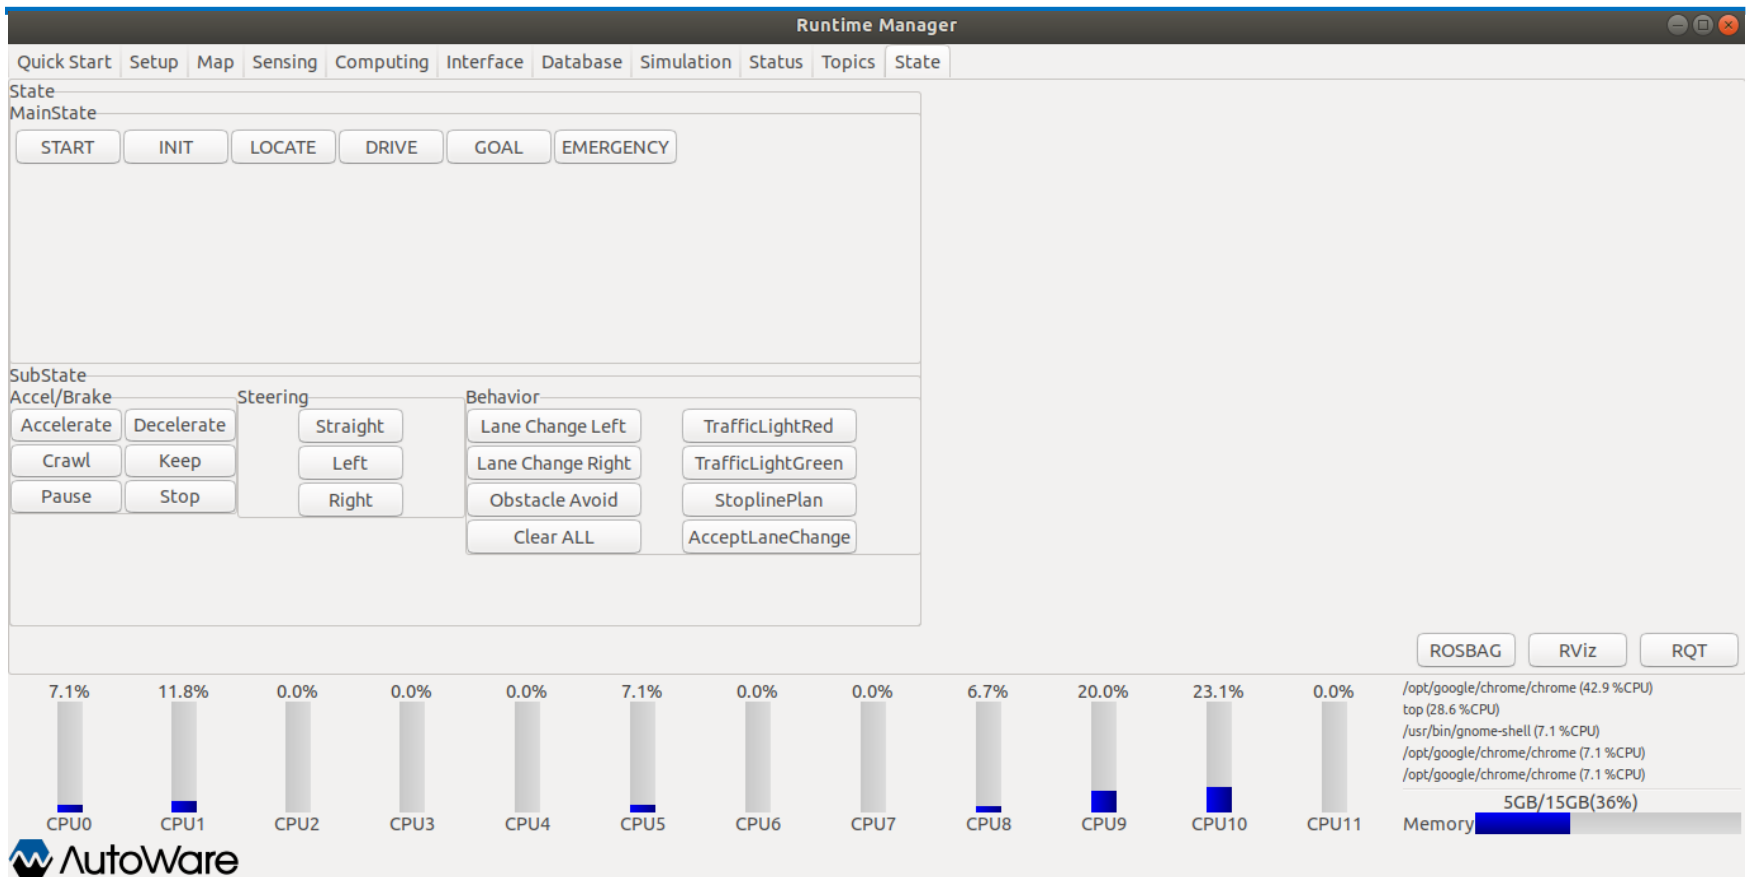 Runtime Manager
Quick Start Setup Map Sensing Computing Interface Database Simulation Status Topics State
State
MainState
START INIT LOCATE DRIVE GOAL EMERGENCY
SubState
Accel/Brake Steering Behavior
Accelerate Decelerate Straight Lane Change Left TrafficLightRed
Crawl Keep Left Lane Change Right TrafficLightGreen
Pause Stop Right Obstacle Avoid StoplinePlan
Clear ALL AcceptLaneChange
ROSBAG RViz RQT
7.1% 11.8% 0.0% 0.0% 0.0% 7.1% 0.0% 0.0% 6.7% 20.0% 23.1% 0.0%
/opt/google/chrome/chrome (42.9 %CPU)
top (28.6 %CPU)
/usr/bin/gnome-shell (7.1 %CPU)
/opt/google/chrome/chrome (7.1 %CPU)
/opt/google/chrome/chrome (7.1 %CPU)
5GB/15GB(36%)
CPU0 CPU1 CPU2 CPU3 CPU4 CPU5 CPU6 CPU7 CPU8 CPU9 CPU10 CPU11 Memory
AutoWare